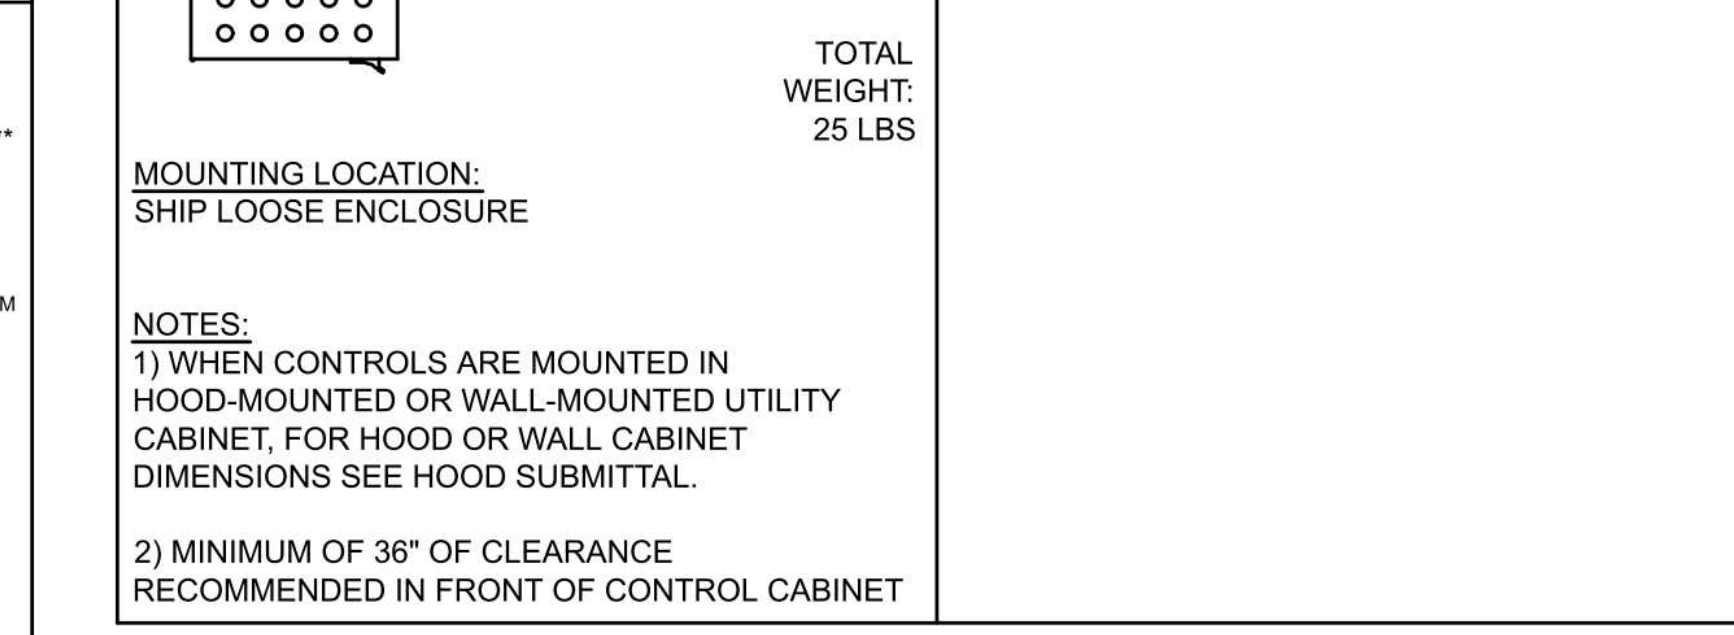 TOTAL
WEIGHT:
25 LBS
**
MOUNTING LOCATION:
SHIP LOOSE ENCLOSURE
M
NOTES:
1) WHEN CONTROLS ARE MOUNTED IN
HOOD-MOUNTED OR WALL-MOUNTED UTILITY
CABINET, FOR HOOD OR WALL CABINET
DIMENSIONS SEE HOOD SUBMITTAL.
2) MINIMUM OF 36" OF CLEARANCE
RECOMMENDED IN FRONT OF CONTROL CABINET